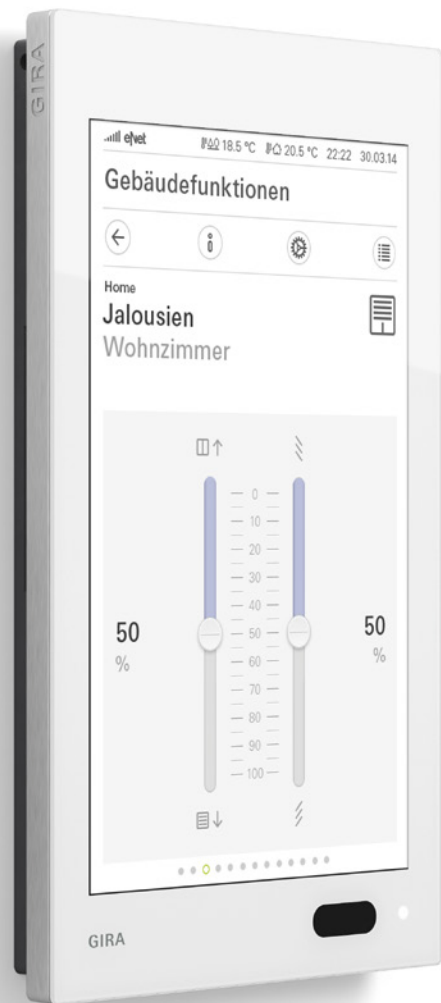 GIRA
eNet 18.5 °C 20.5 °C 22:22 30.03.14
Gebäudefunktionen
Home
Jalousien
Wohnzimmer
0
10
20
30
40
50 50 50
% 60 %
70
80
90
100
GIRA